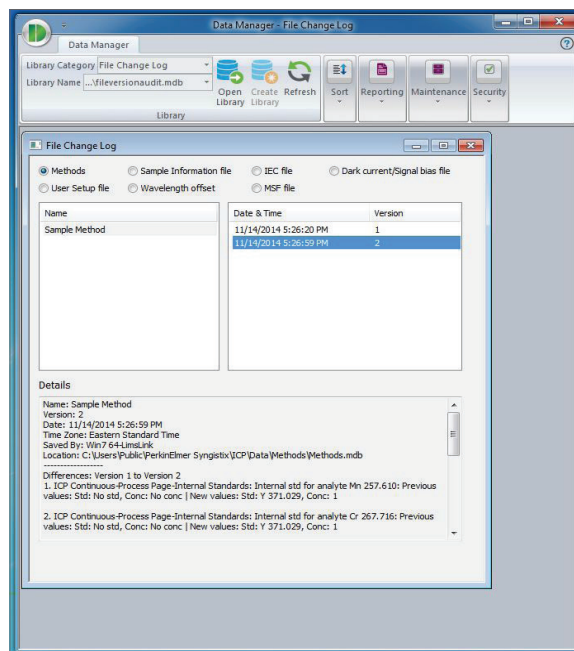 Data Manager - File Change Log
Data Manager
Library Category File Change Log
Library Name ...\fileversionaudit.mdb
Open Library
Create Library
Refresh
Sort
Reporting
Maintenance
Security
Library
File Change Log
Methods
Sample Information file
IEC file
Dark current/Signal bias file
User Setup file
Wavelength offset
MSF file
Name
Sample Method
Date & Time Version
11/14/2014 5:26:20 PM 1
11/14/2014 5:26:59 PM 2
Details
Name: Sample Method
Version: 2
Date: 11/14/2014 5:26:59 PM
Time Zone: Eastern Standard Time
Saved By: Win7 64-LimsLink
Location: C:\Users\Public\PerkinElmer Syngistix\ICP\Data\Methods\Methods.mdb
------------------
Differences: Version 1 to Version 2
1. ICP Continuous-Process Page-Internal Standards: Internal std for analyte Mn 257.610: Previous
values: Std: No std, Conc: No conc | New values: Std: Y 371.029, Conc: 1
2. ICP Continuous-Process Page-Internal Standards: Internal std for analyte Cr 267.716: Previous
values: Std: No std, Conc: No conc | New values: Std: Y 371.029, Conc: 1